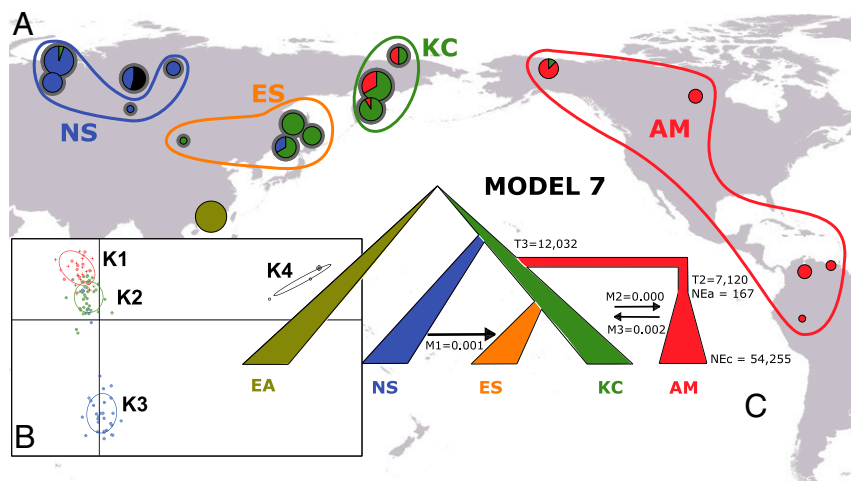 A
NS
ES
KC
AM
MODEL 7
K1
K2
K3
K4
B
T3=12,032
T2=7,120
NEa = 167
M2=0.000
M3=0.002
M1=0.001
NEc = 54,255
EA
NS
ES
KC
AM
C